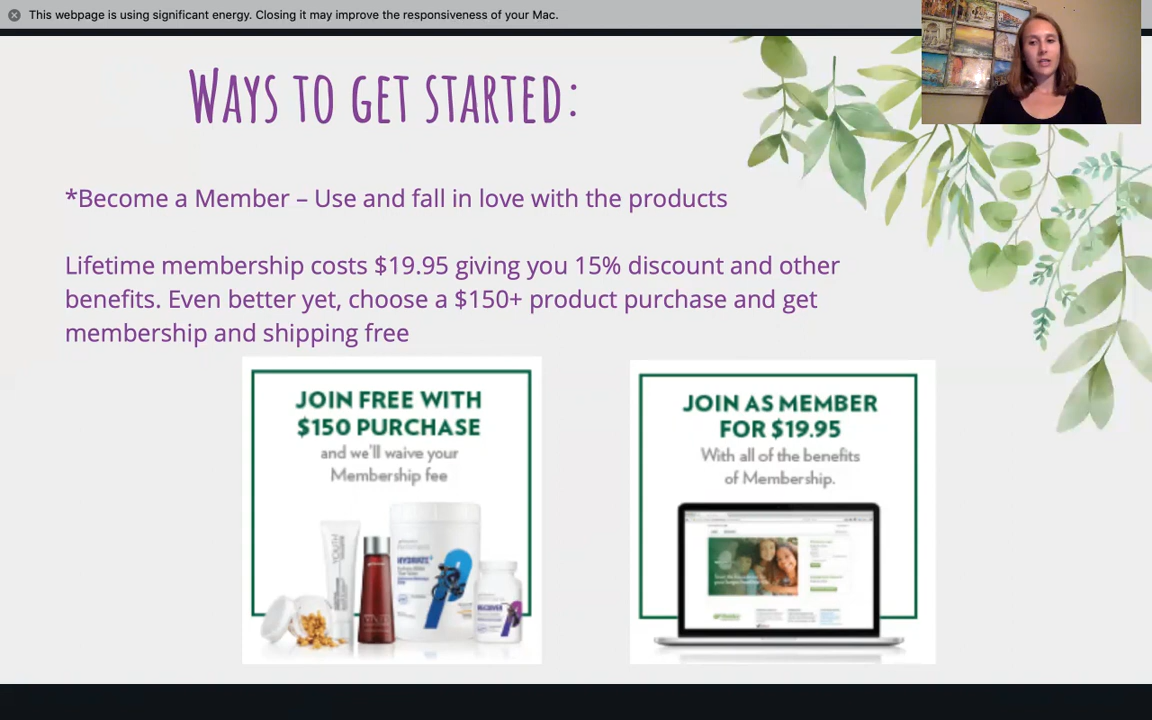 This webpage is using significant energy. Closing it may improve the responsiveness of your Mac.
WAYS TO GET STARTED:
*Become a Member – Use and fall in love with the products
Lifetime membership costs $19.95 giving you 15% discount and other
benefits. Even better yet, choose a $150+ product purchase and get
membership and shipping free
JOIN FREE WITH
$150 PURCHASE
and we'll waive your
Membership fee
YOUTH
HYDRATE+
RECOVER
JOIN AS MEMBER
FOR $19.95
With all of the benefits
of Membership.